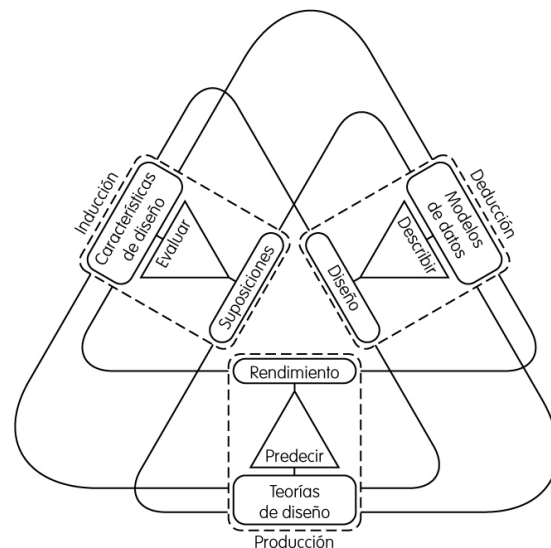 Inducción
Características
de diseño
Evaluar
Suposiciones
Deducción
Modelos
de datos
Describir
Diseño
Rendimiento
Predecir
Teorías
de diseño
Producción